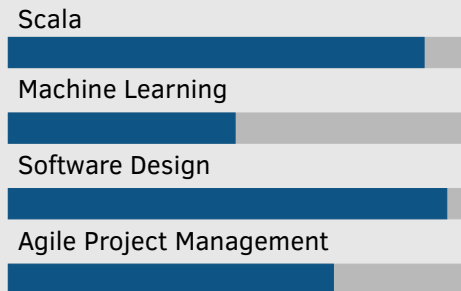 Scala
Machine Learning
Software Design
Agile Project Management